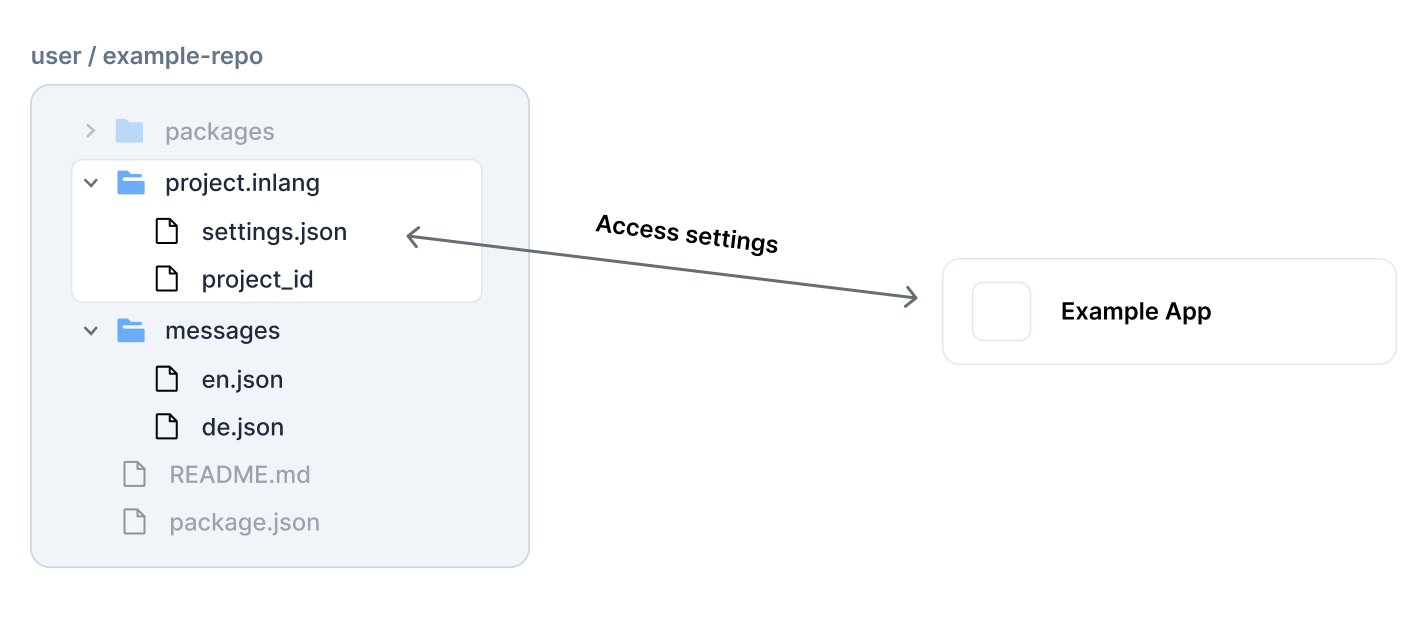 user / example-repo
packages
project.inlang
settings.json
project_id
messages
en.json
de.json
README.md
package.json
Access settings
Example App